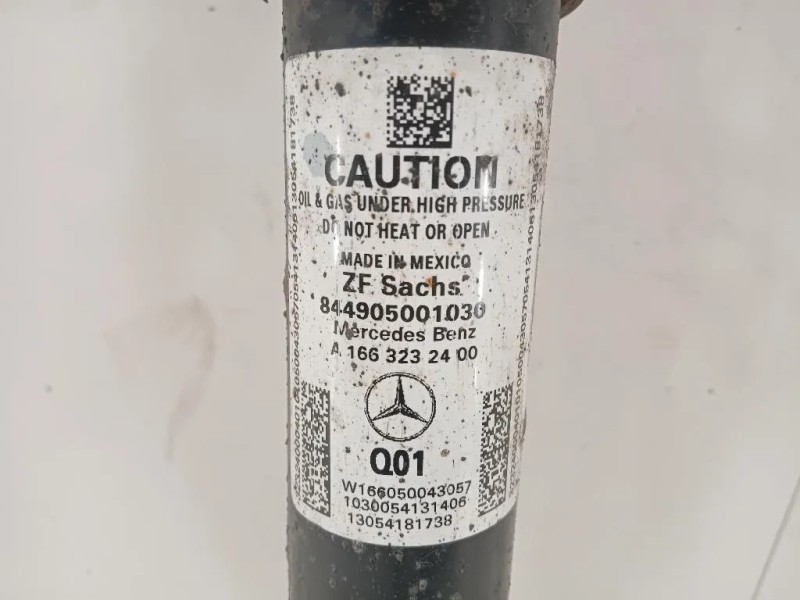 CAUTION
OIL & GAS UNDER HIGH PRESSURE
DO NOT HEAT OR OPEN
MADE IN MEXICO
ZF Sachs
844905001030
Mercedes Benz
A 166 323 24 00
Q01
W166050043057
1030054131406
13054181738